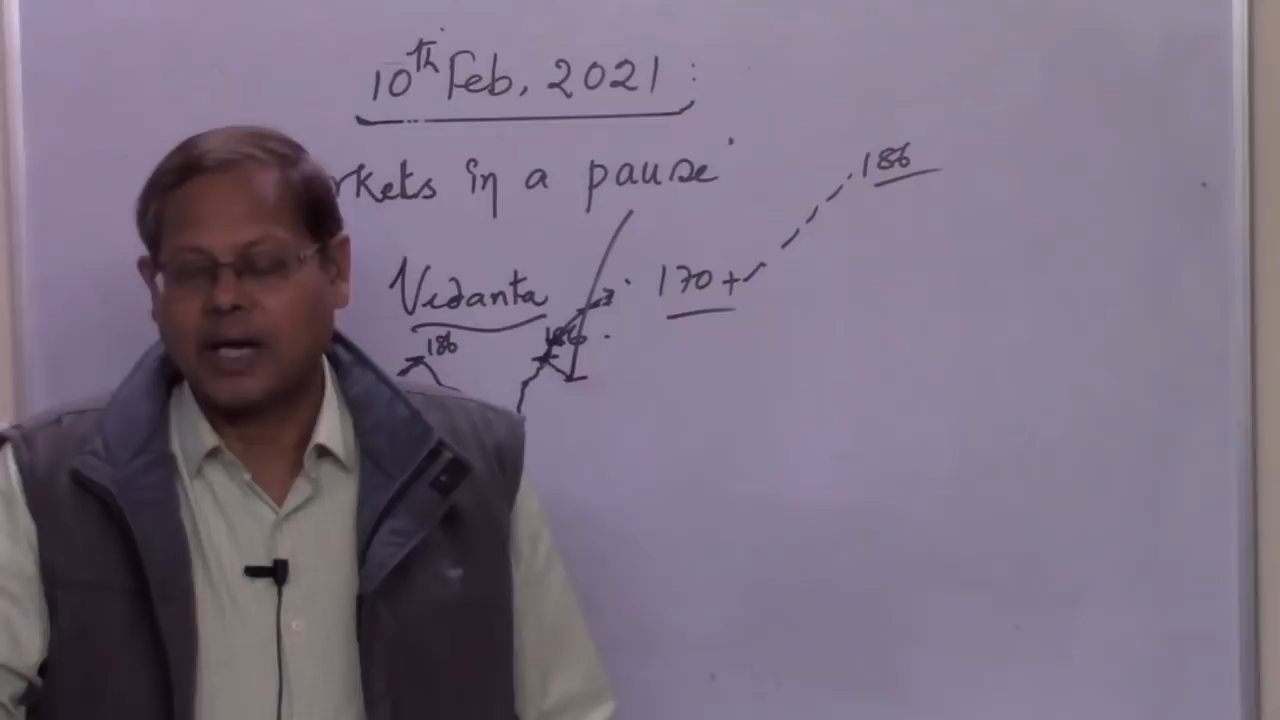 10th Feb, 2021 :
rkets in a pause
186
Vedanta
170+
186